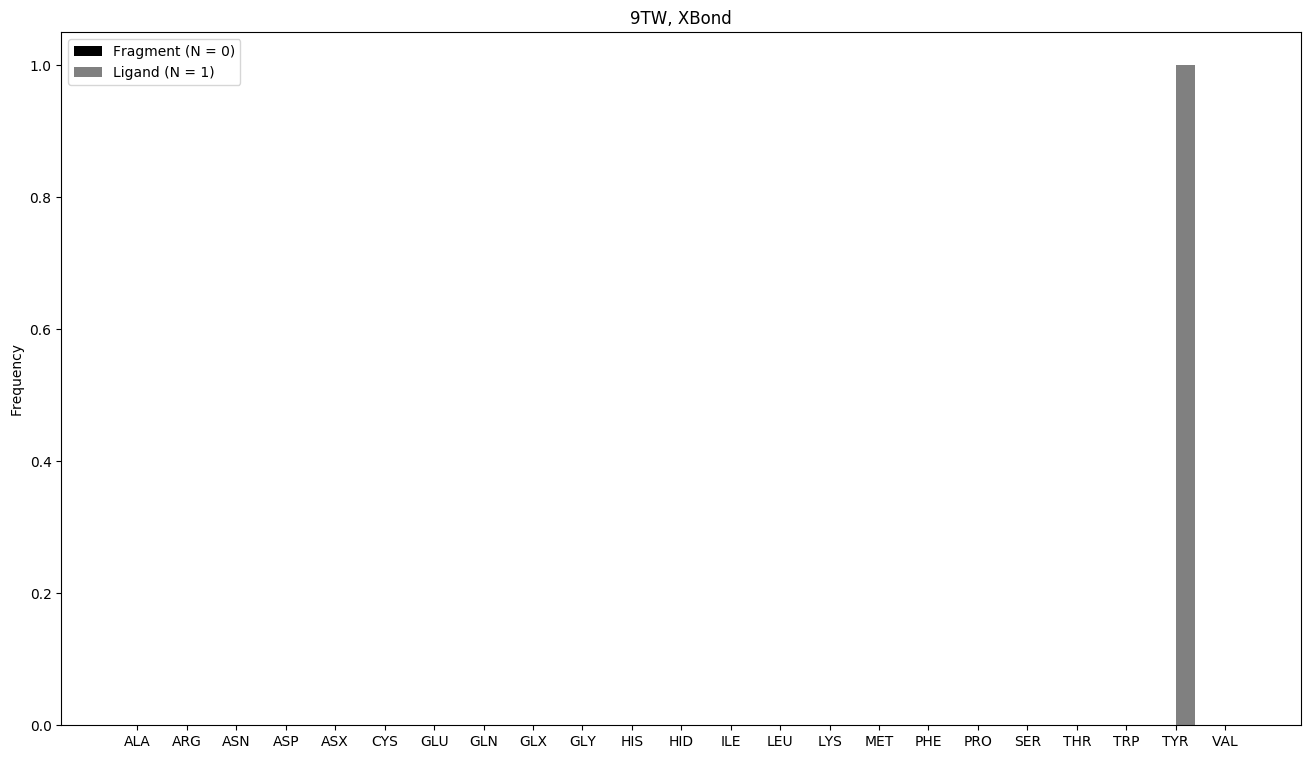 9TW, XBond
Fragment (N = 0)
Ligand (N = 1)
1.0
0.8
0.6
0.4
0.2
0.0
Frequency
ALA ARG ASN ASP ASX CYS GLU GLN GLX GLY HIS HID ILE LEU LYS MET PHE PRO SER THR TRP TYR VAL